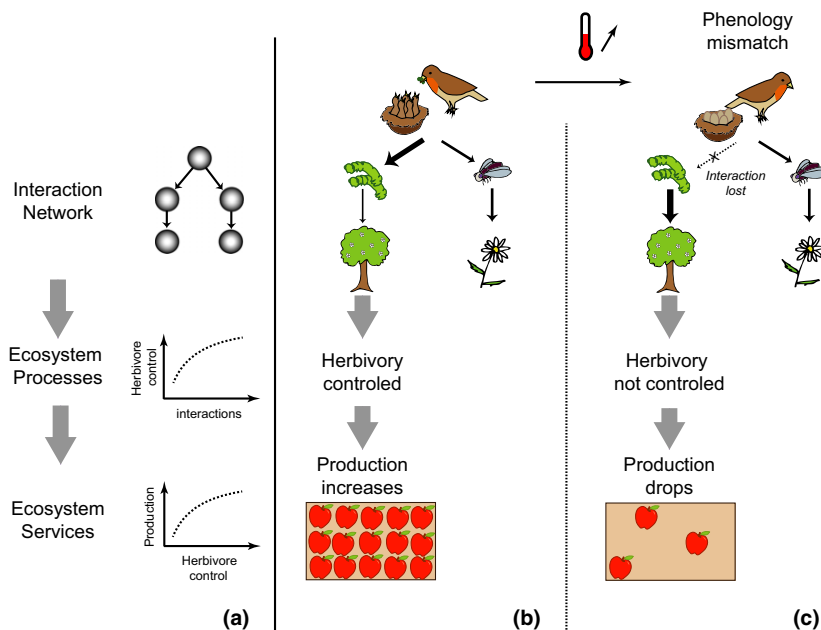 Interaction
Network
Ecosystem
Processes
Herbivore
control
interactions
Ecosystem
Services
Production
Herbivore
control
(a)
Herbivory
controled
Production
increases
(b)
Phenology
mismatch
Interaction
lost
Herbivory
not controled
Production
drops
(c)